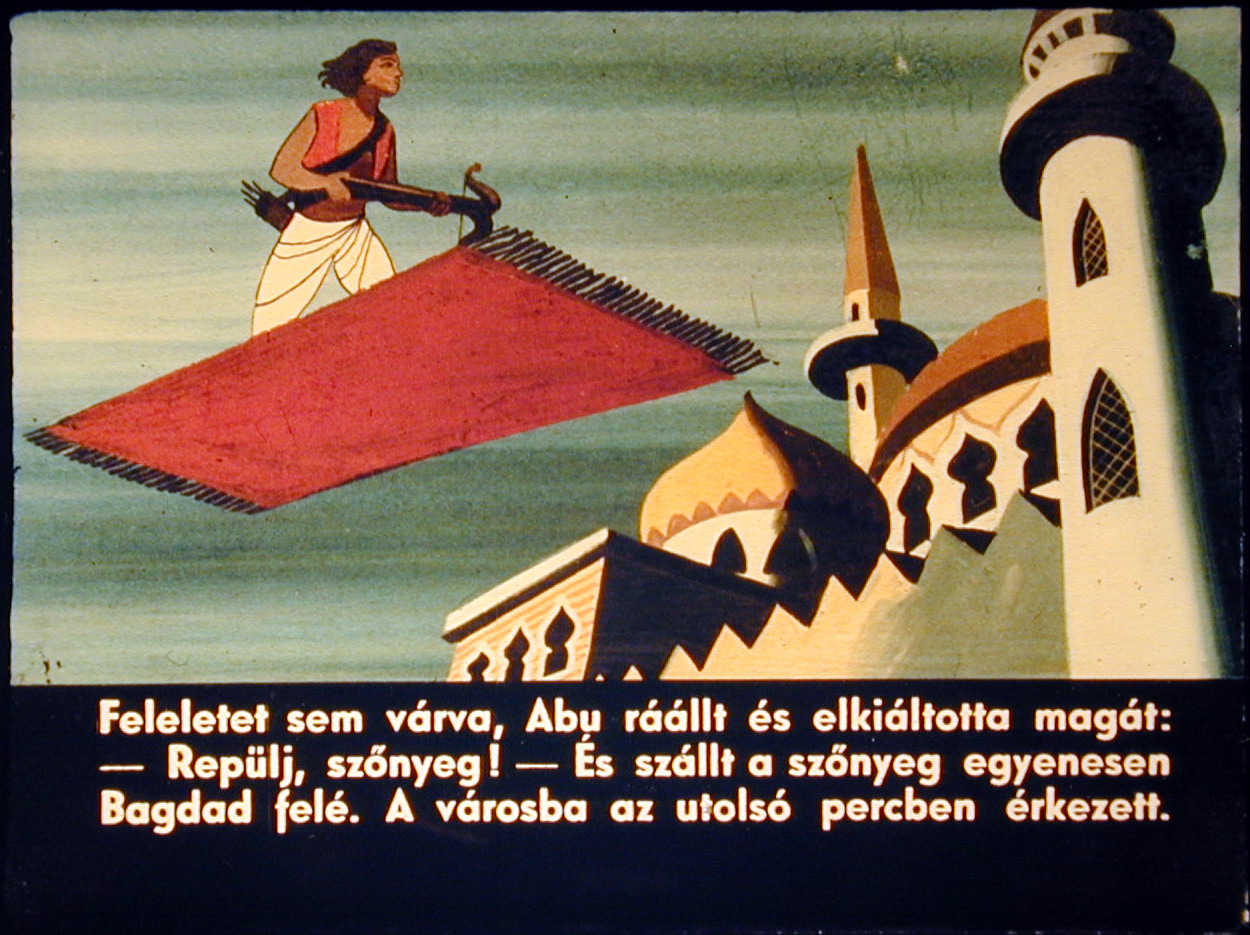 Feleletet sem várva, Abu ráállt és elkiáltotta magát:
— Repülj, szőnyeg! — És szállt a szőnyeg egyenesen
Bagdad felé. A városba az utolsó percben érkezett.